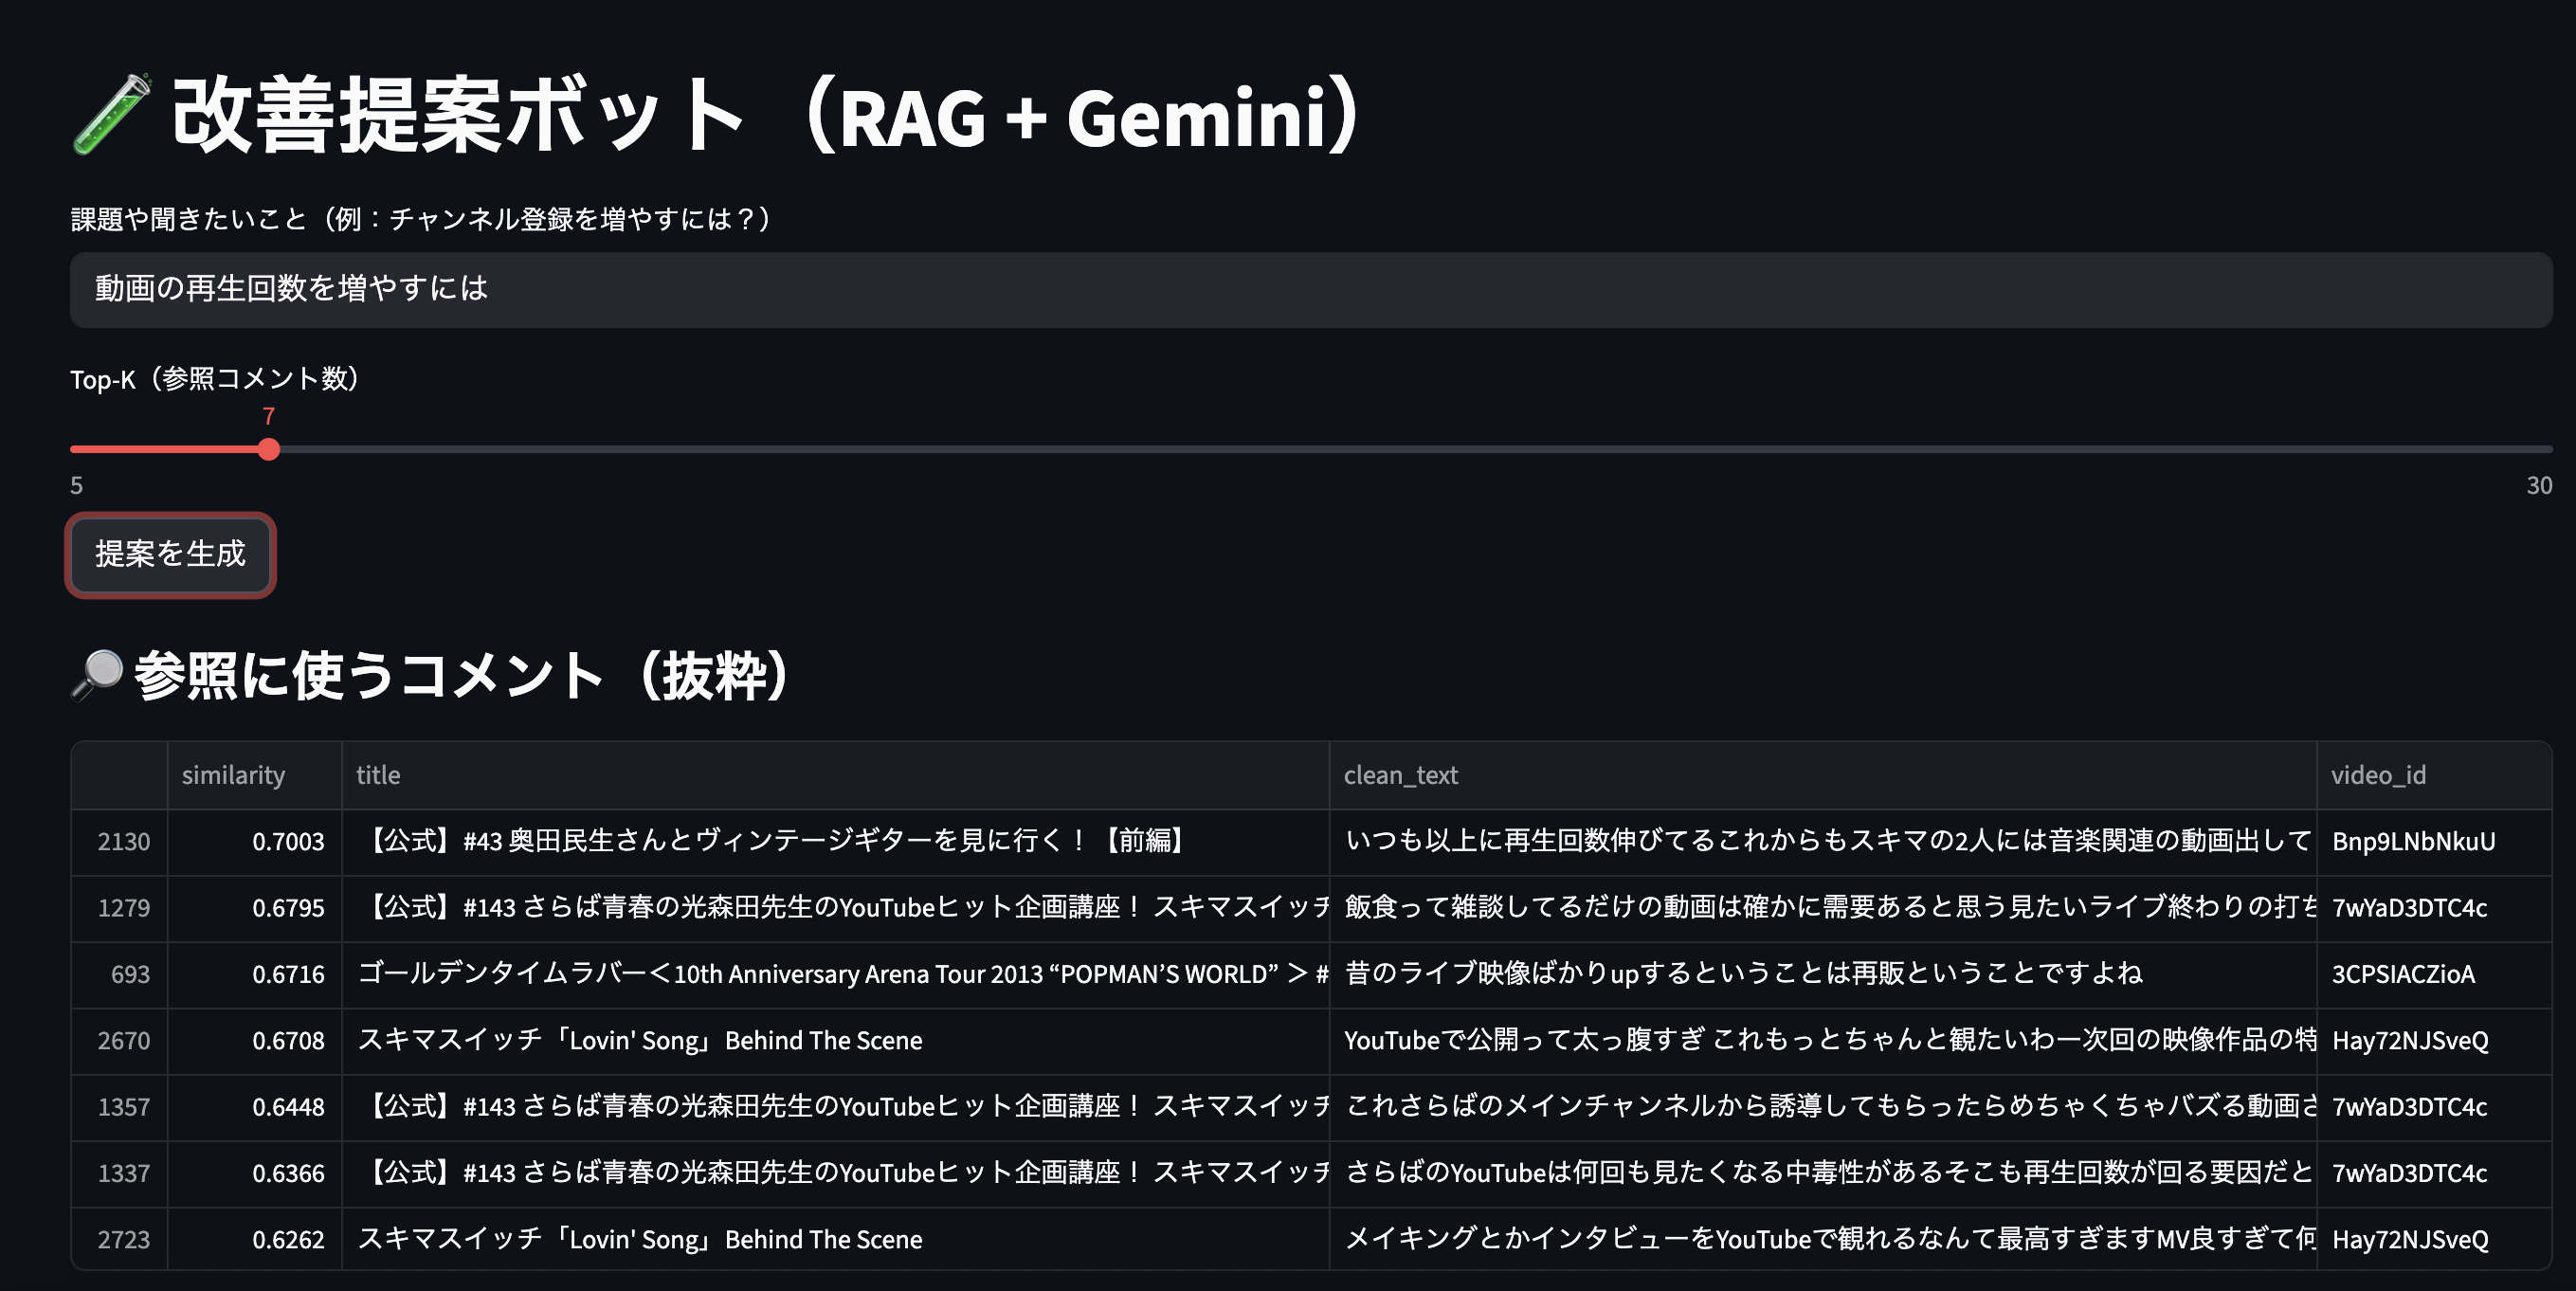 改善提案ボット（RAG + Gemini）
課題や聞きたいこと（例：チャンネル登録を増やすには？）
動画の再生回数を増やすには
Top-K（参照コメント数）
7
5 30
提案を生成
参照に使うコメント（抜粋）
similarity title clean_text video_id
2130 0.7003 【公式】#43 奥田民生さんとヴィンテージギターを見に行く！【前編】 いつも以上に再生回数伸びてるこれからもスキマの2人には音楽関連の動画出して Bnp9LNbNkuU
1279 0.6795 【公式】#143 さらば青春の光森田先生のYouTubeヒット企画講座！ スキマスイッチ 飯食って雑談してるだけの動画は確かに需要あると思う見たいライブ終わりの打ち 7wYaD3DTC4c
693 0.6716 ゴールデンタイムラバー＜10th Anniversary Arena Tour 2013 “POPMAN’S WORLD” ＞ # 昔のライブ映像ばかりupするということは再販ということですよね 3CPSIACZioA
2670 0.6708 スキマスイッチ「Lovin' Song」Behind The Scene YouTubeで公開って太っ腹すぎ これもっとちゃんと観たいわー次回の映像作品の特 Hay72NJSveQ
1357 0.6448 【公式】#143 さらば青春の光森田先生のYouTubeヒット企画講座！ スキマスイッチ これさらばのメインチャンネルから誘導してもらったらめちゃくちゃバズる動画さ 7wYaD3DTC4c
1337 0.6366 【公式】#143 さらば青春の光森田先生のYouTubeヒット企画講座！ スキマスイッチ さらばのYouTubeは何回も見たくなる中毒性があるそこも再生回数が回る要因だと 7wYaD3DTC4c
2723 0.6262 スキマスイッチ「Lovin' Song」Behind The Scene メイキングとかインタビューをYouTubeで観れるなんて最高すぎますMV良すぎて何 Hay72NJSveQ